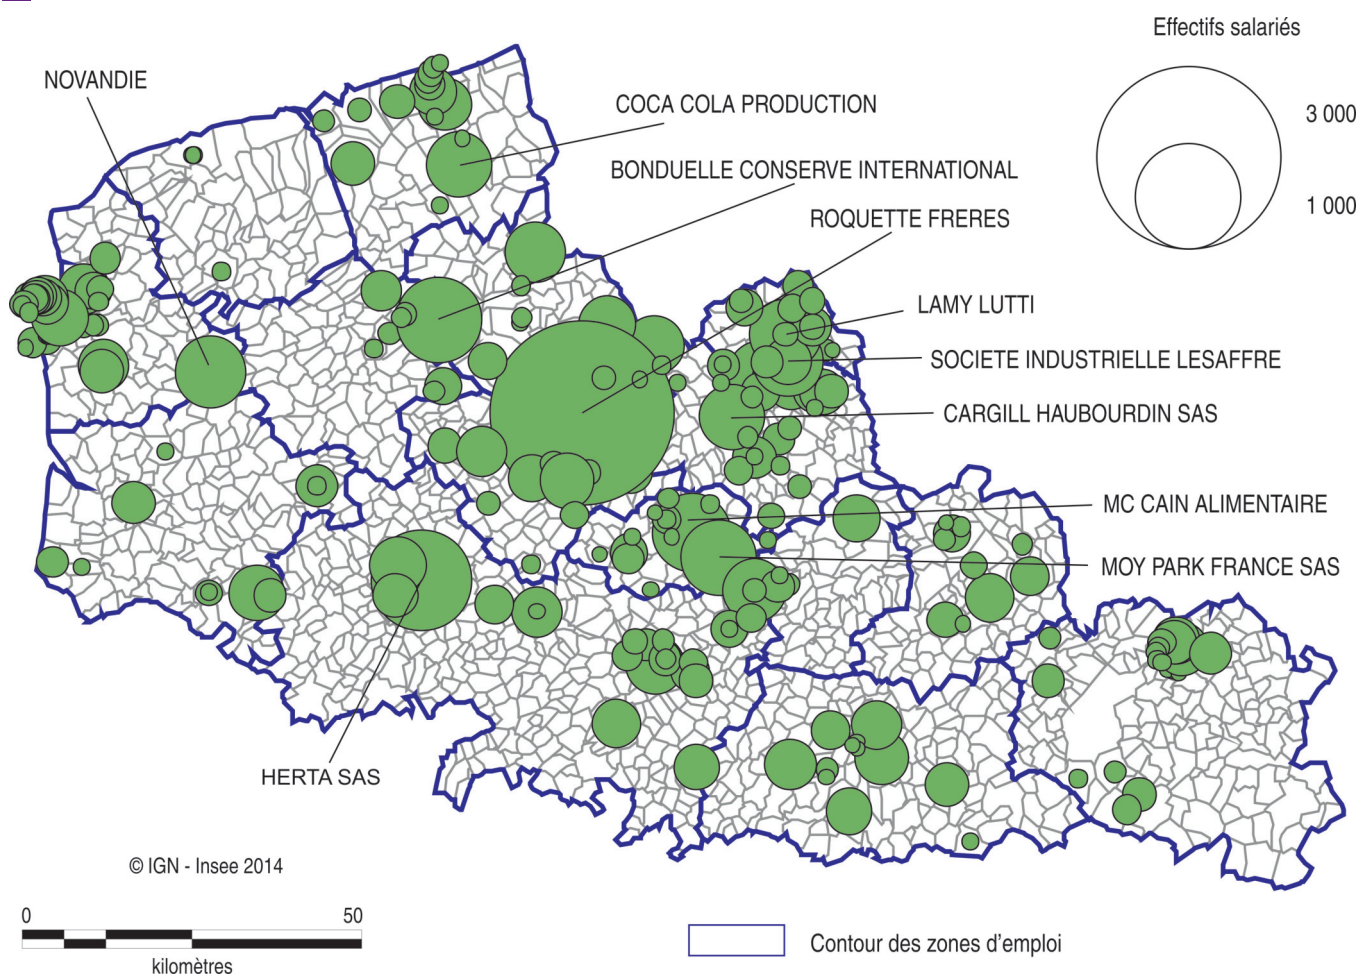 Effectifs salariés
3 000
1 000
NOVANDIE
COCA COLA PRODUCTION
BONDUELLE CONSERVE INTERNATIONAL
ROQUETTE FRERES
LAMY LUTTI
SOCIETE INDUSTRIELLE LESAFFRE
CARGILL HAUBOURDIN SAS
MC CAIN ALIMENTAIRE
MOY PARK FRANCE SAS
HERTA SAS
© IGN - Insee 2014
0 50
kilomètres
Contour des zones d'emploi